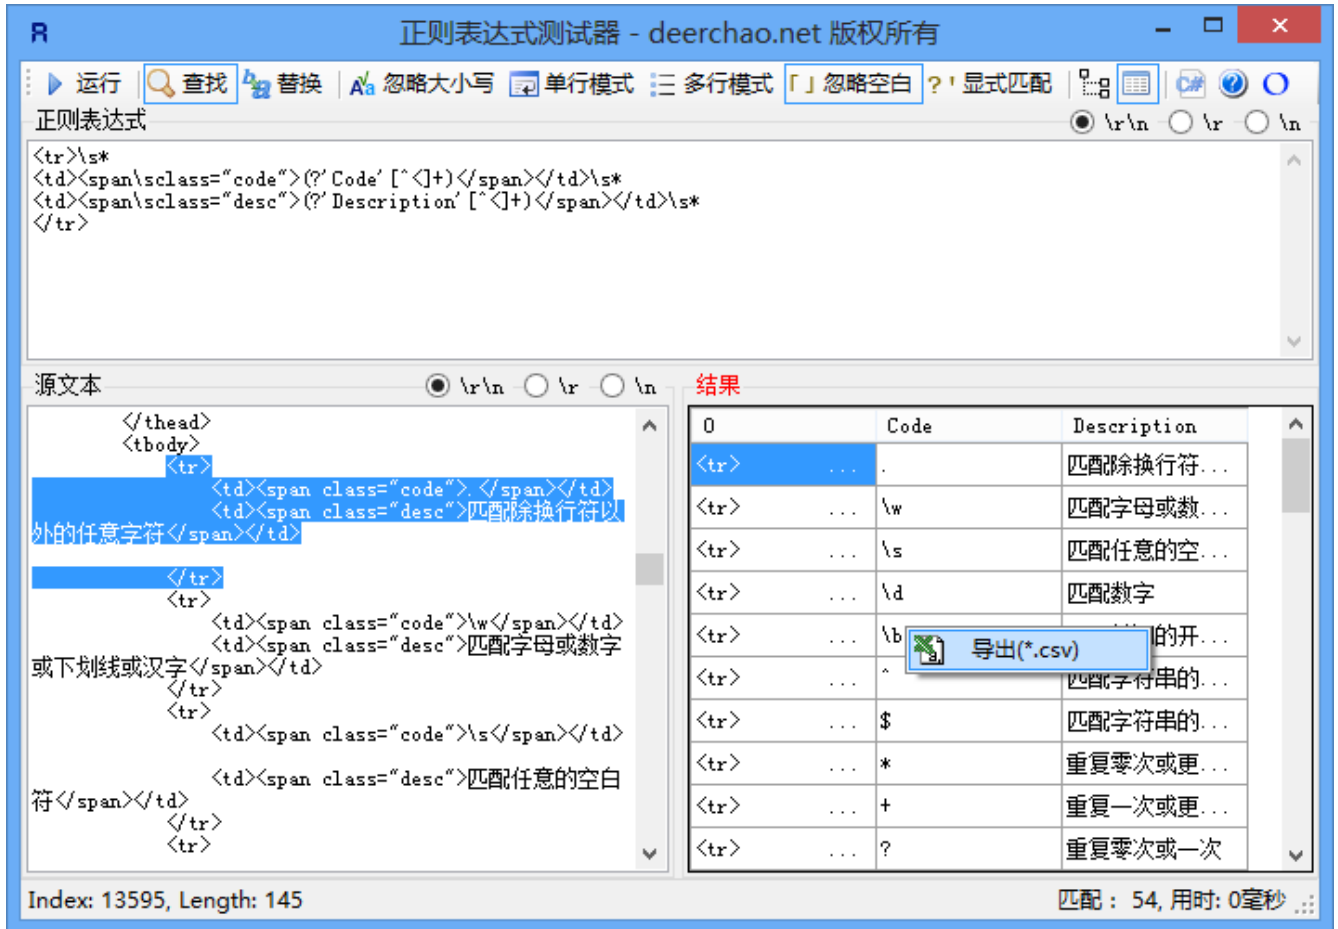 R
正则表达式测试器 - deerchao.net 版权所有
运行 查找 替换 忽略大小写 单行模式 多行模式 「」忽略空白 ?' 显式匹配 C#
正则表达式 \r\n \r \n
<tr>\s*
<td><span\sclass="code">(?'Code'[^<]+)</span></td>\s*
<td><span\sclass="desc">(?'Description'[^<]+)</span></td>\s*
</tr>
源文本 \r\n \r \n
</thead>
<tbody>
<tr>
<td><span class="code">.</span></td>
<td><span class="desc">匹配除换行符以
外的任意字符</span></td>
</tr>
<tr>
<td><span class="code">\w</span></td>
<td><span class="desc">匹配字母或数字
或下划线或汉字</span></td>
</tr>
<tr>
<td><span class="code">\s</span></td>
<td><span class="desc">匹配任意的空白
符</span></td>
</tr>
<tr>
结果
0 Code Description
<tr> ... . 匹配除换行符...
<tr> ... \w 匹配字母或数...
<tr> ... \s 匹配任意的空...
<tr> ... \d 匹配数字
<tr> ... \b 的开...
导出(*.csv)
<tr> ... ^ 匹配字符串的...
<tr> ... $ 匹配字符串的...
<tr> ... * 重复零次或更...
<tr> ... + 重复一次或更...
<tr> ... ? 重复零次或一次
Index: 13595, Length: 145
匹配： 54, 用时: 0毫秒